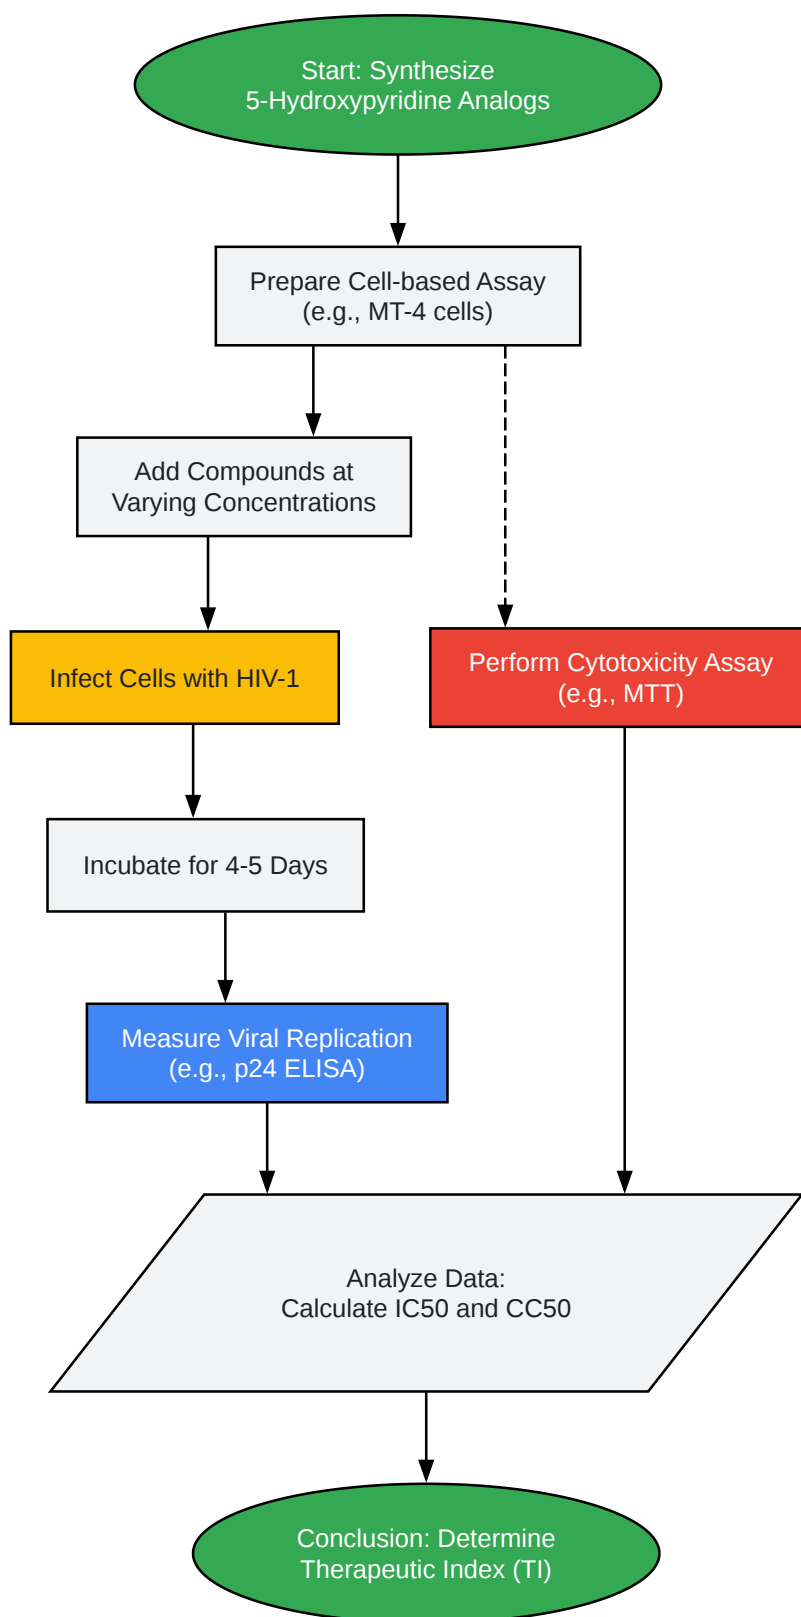 Start: Synthesize
5-Hydroxypyridine Analogs
Prepare Cell-based Assay
(e.g., MT-4 cells)
Add Compounds at
Varying Concentrations
Infect Cells with HIV-1
Perform Cytotoxicity Assay
(e.g., MTT)
Incubate for 4-5 Days
Measure Viral Replication
(e.g., p24 ELISA)
Analyze Data:
Calculate IC50 and CC50
Conclusion: Determine
Therapeutic Index (TI)